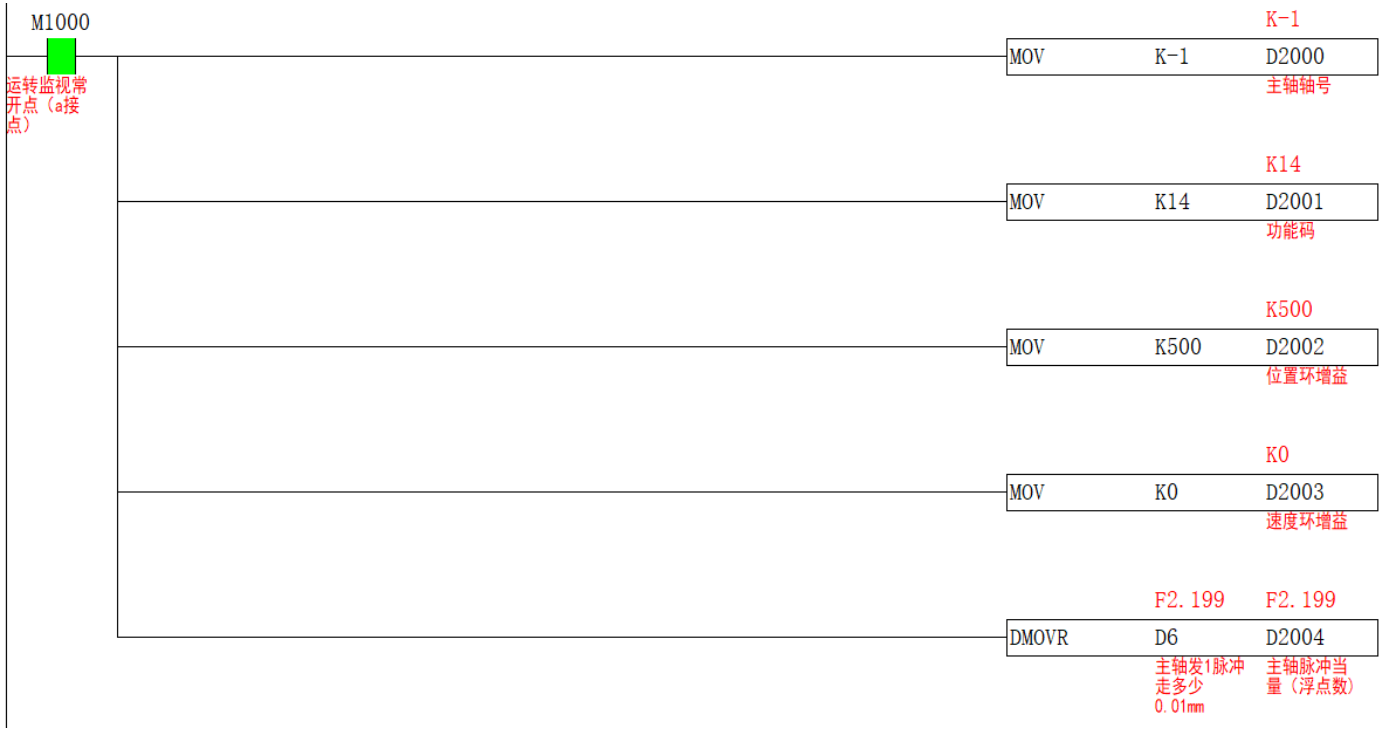 M1000
运转监视常
开点（a接
点）
K-1
MOV K-1 D2000
主轴轴号
K14
MOV K14 D2001
功能码
K500
MOV K500 D2002
位置环增益
K0
MOV K0 D2003
速度环增益
F2.199 F2.199
DMOVR D6 D2004
主轴发1脉冲 主轴脉冲当
走多少 量（浮点数）
0.01mm